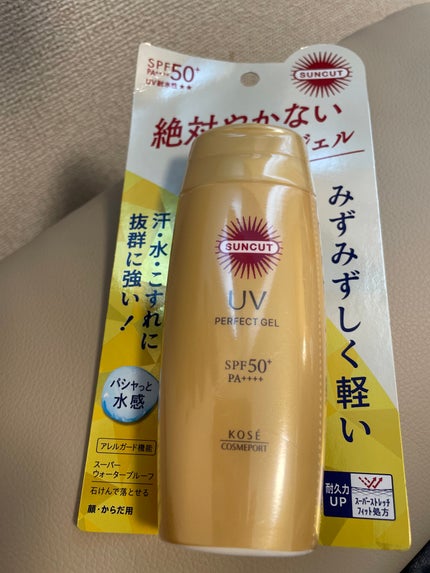 SPF50+
PA++++
UV耐水性★★
SUNCUT
絶対やかない
ジェル
みずみずしく軽い
汗・水・こすれに
抜群に強い!
パシャっと
水感
アレルガード機能
スーパー
ウォータープルーフ
石けんで落とせる
顔・からだ用
SUNCUT
UV
PERFECT GEL
SPF50+
PA++++
KOSÉ
COSMEPORT
耐久力
UP
スーパーストレッチ
フィット処方